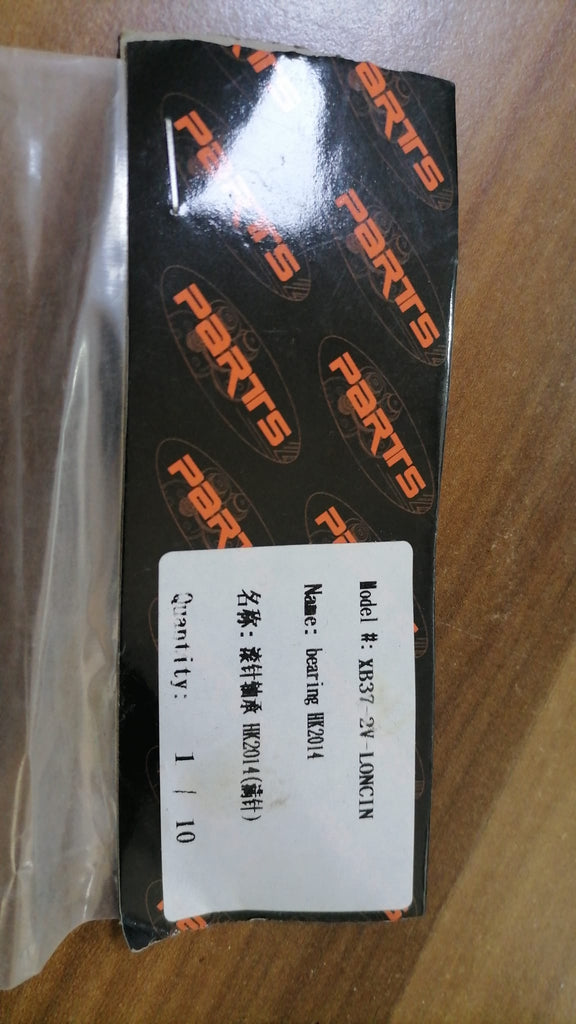 PARTS
PARTS
PARTS
PARTS
PARTS
PARTS
Model #: XB37-2V-LONCIN
Name: bearing HK2014
名称: 滚针轴承 HK2014(满针)
Quantity: 1 / 10